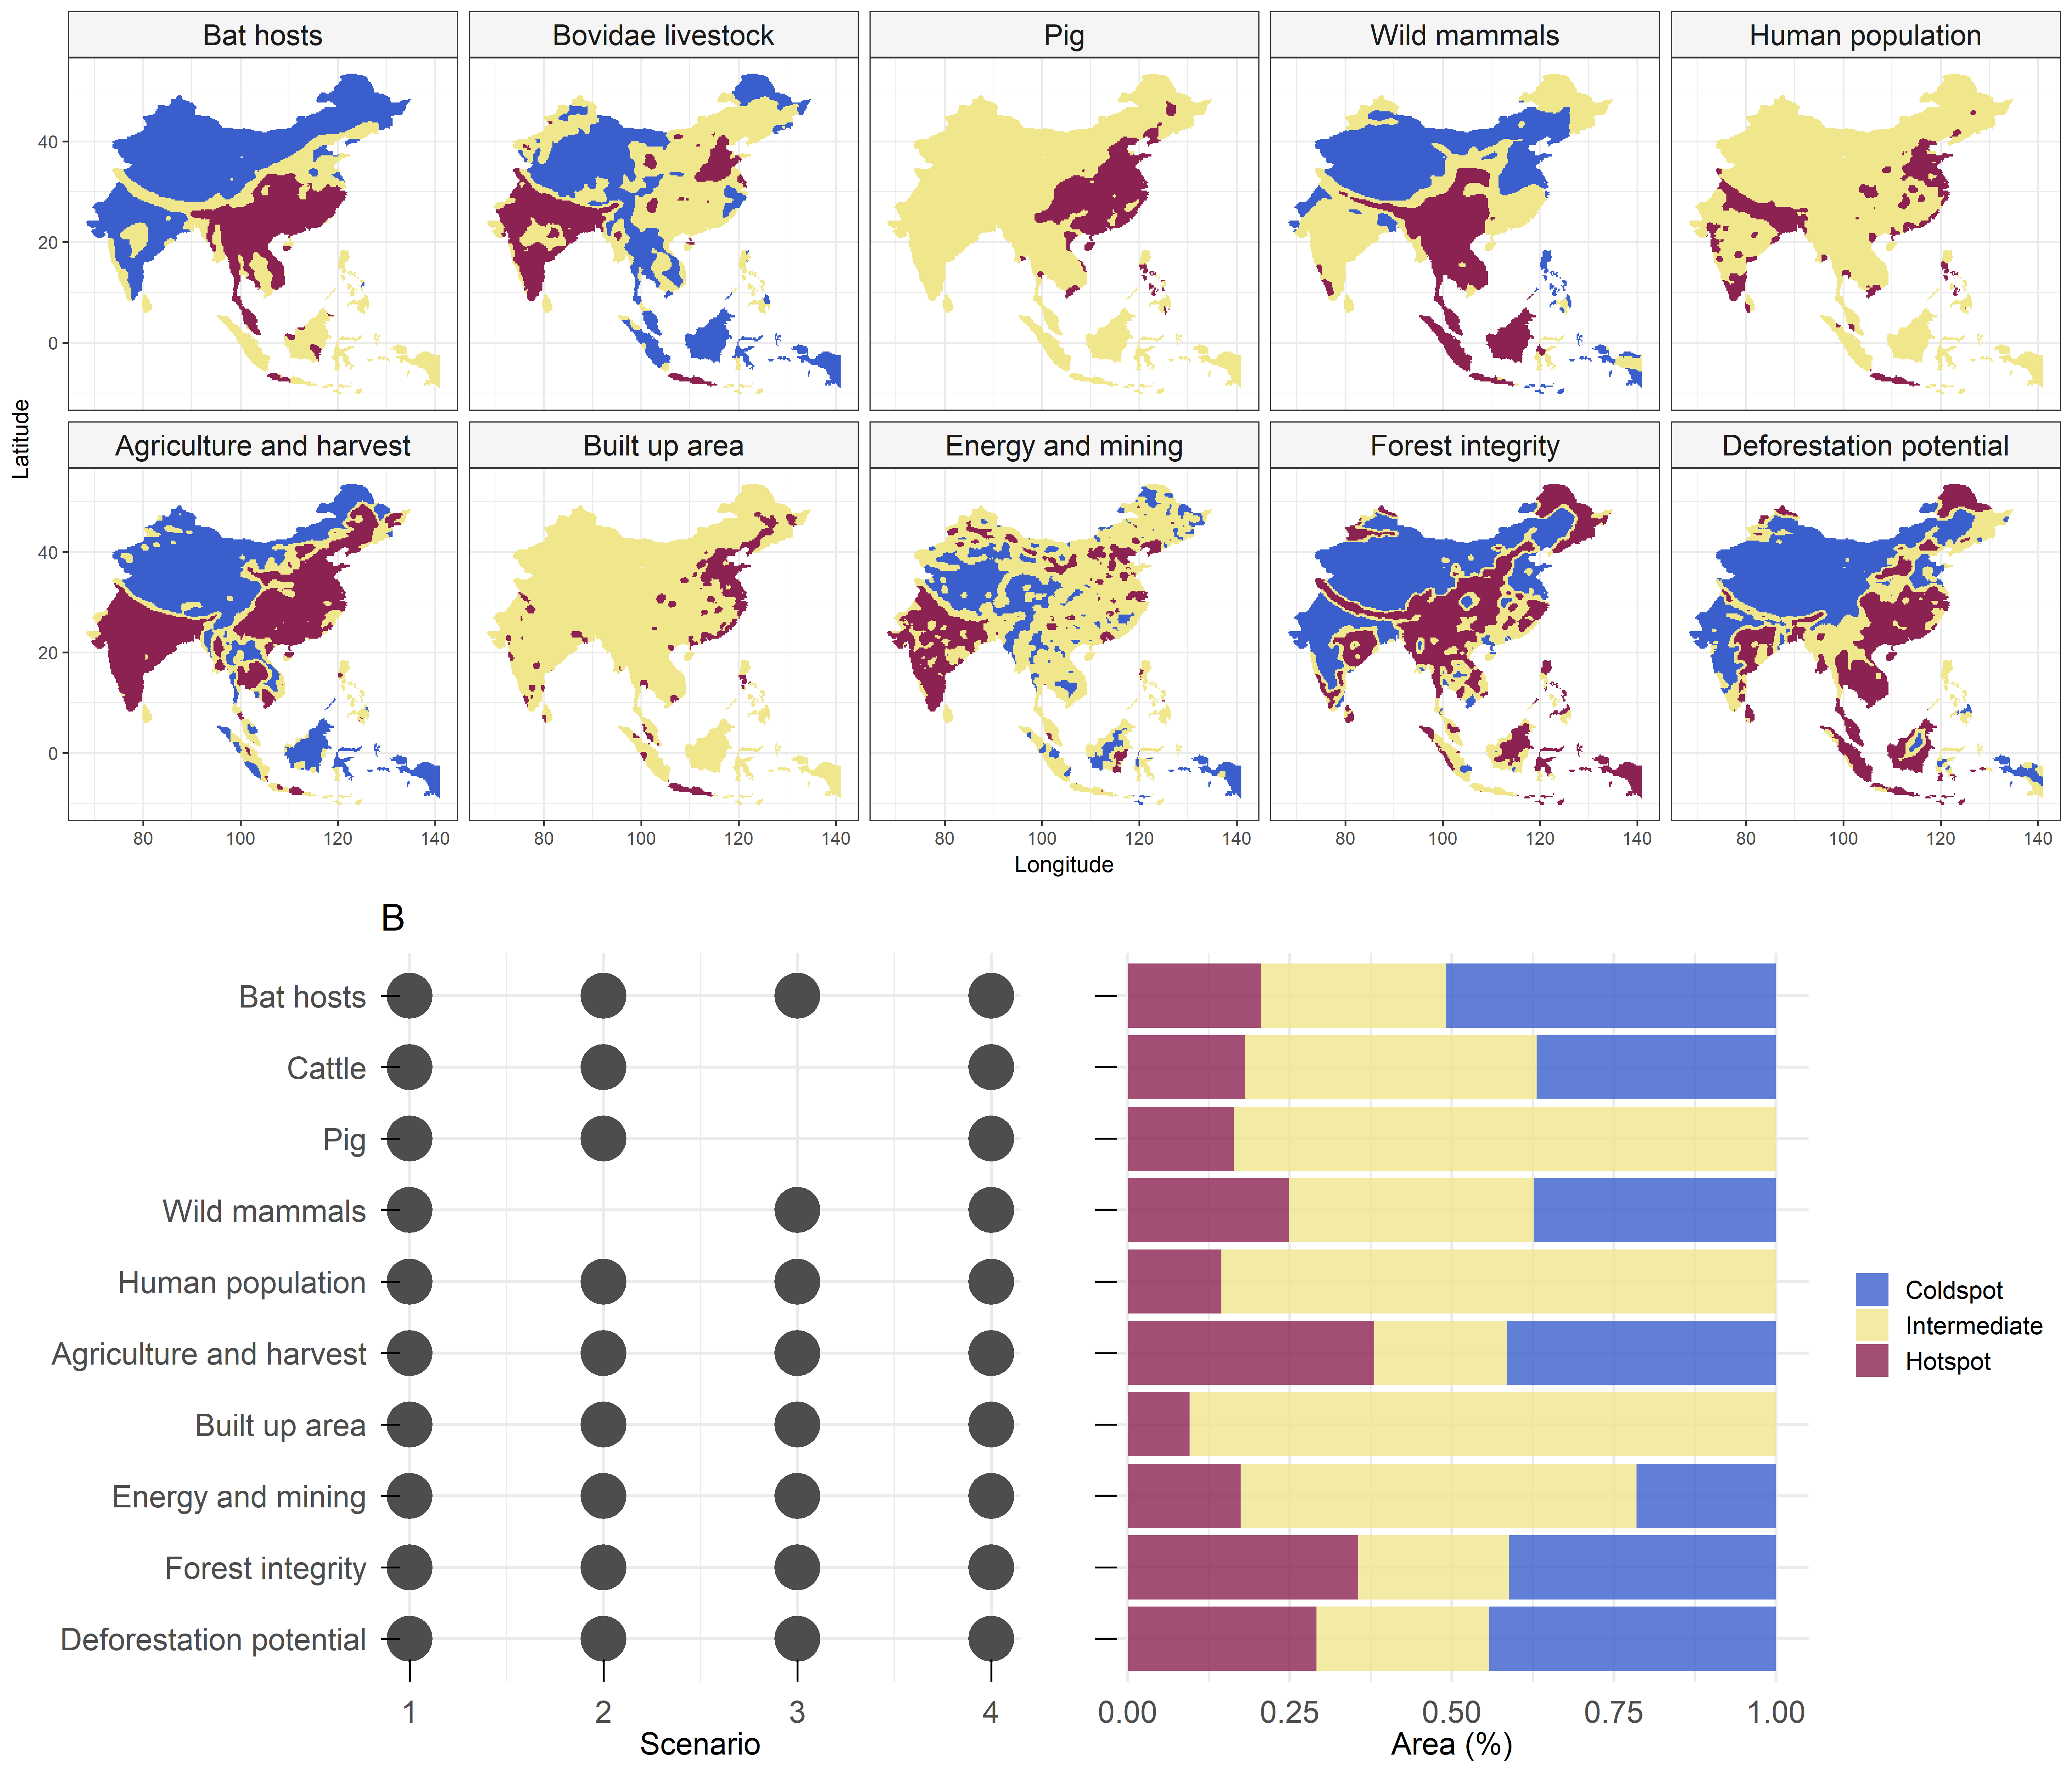 Bat hosts
Bovidae livestock
Pig
Wild mammals
Human population
40
20
0
Latitude
Agriculture and harvest
Built up area
Energy and mining
Forest integrity
Deforestation potential
40
20
0
80 100 120 140
80 100 120 140
80 100 120 140
80 100 120 140
80 100 120 140
Longitude
B
Bat hosts
Cattle
Pig
Wild mammals
Human population
Agriculture and harvest
Built up area
Energy and mining
Forest integrity
Deforestation potential
1 2 3 4
Scenario
0.00 0.25 0.50 0.75 1.00
Area (%)
Coldspot
Intermediate
Hotspot